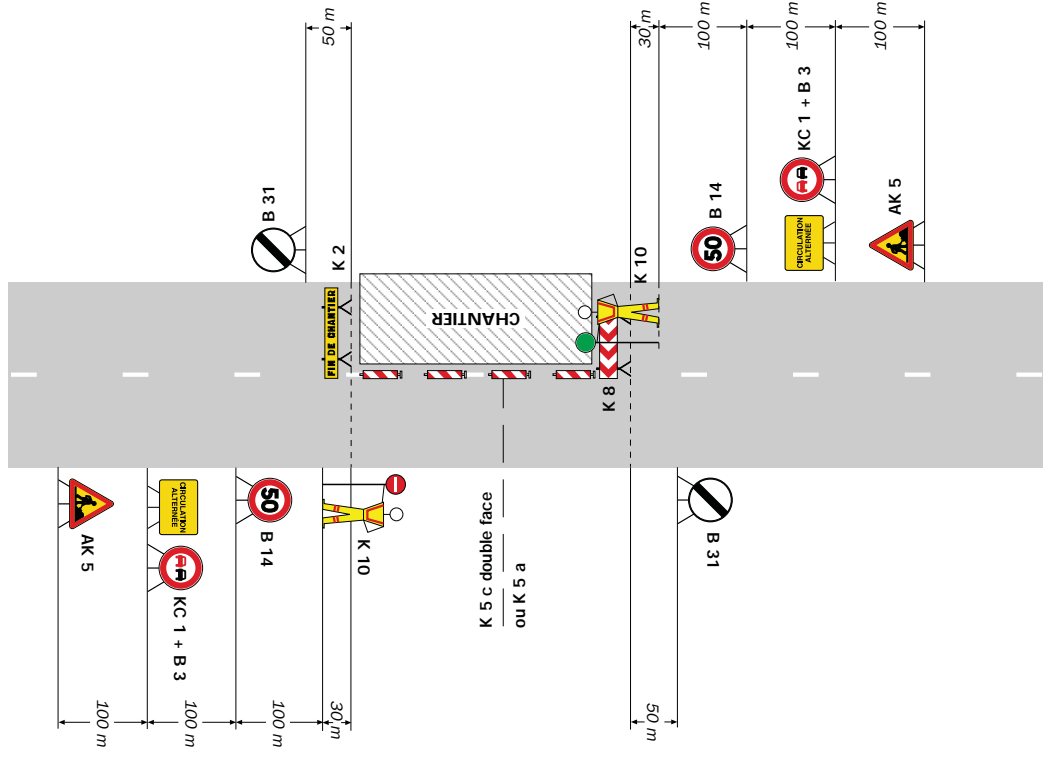 50 m
30 m
100 m
100 m
100 m
B 31
K 2
FIN DE CHANTIER
CHANTIER
K 10
K 8
50
B 14
CIRCULATION
ALTERNÉE
KC 1 + B 3
AK 5
AK 5
CIRCULATION
ALTERNÉE
KC 1 + B 3
50
B 14
K 10
K 5 c double face
ou K 5 a
B 31
100 m
100 m
100 m
30 m
50 m